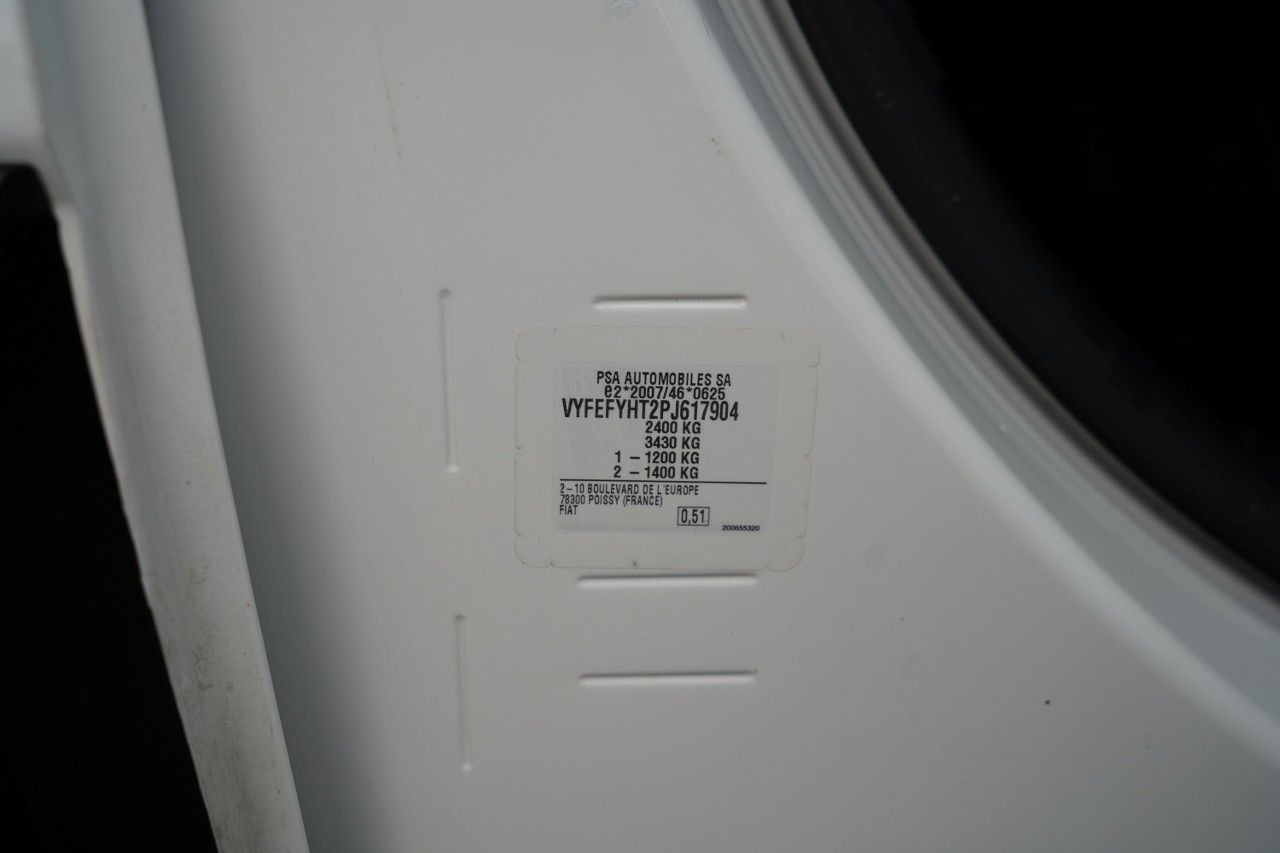 PSA AUTOMOBILES SA
e2*2007/46*0625
VYFEFYHT2PJ617904
2400 KG
3430 KG
1 - 1200 KG
2 - 1400 KG
2-10 BOULEVARD DE L'EUROPE
78300 POISSY (FRANCE)
FIAT
0,51
200655320